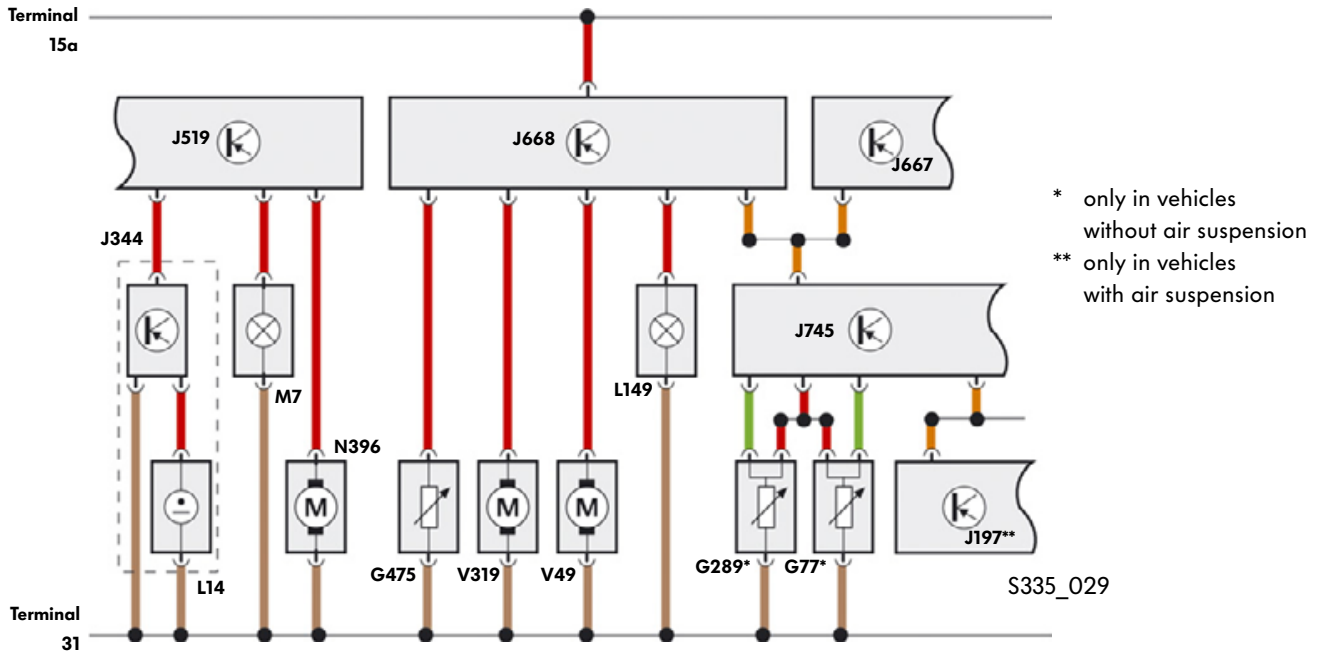 Terminal
15a
J519
J668
J667
* only in vehicles
without air suspension
** only in vehicles
with air suspension
J344
J745
M7
L149
N396
M
M
M
J197**
G475
V319
V49
G289*
G77*
L14
S335_029
Terminal
31